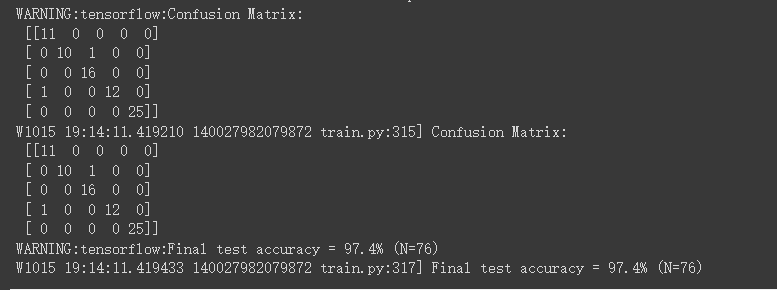 WARNING:tensorflow:Confusion Matrix:
[[11 0 0 0 0]
[ 0 10 1 0 0]
[ 0 0 16 0 0]
[ 1 0 0 12 0]
[ 0 0 0 0 25]]
W1015 19:14:11.419210 140027982079872 train.py:315] Confusion Matrix:
[[11 0 0 0 0]
[ 0 10 1 0 0]
[ 0 0 16 0 0]
[ 1 0 0 12 0]
[ 0 0 0 0 25]]
WARNING:tensorflow:Final test accuracy = 97.4% (N=76)
W1015 19:14:11.419433 140027982079872 train.py:317] Final test accuracy = 97.4% (N=76)